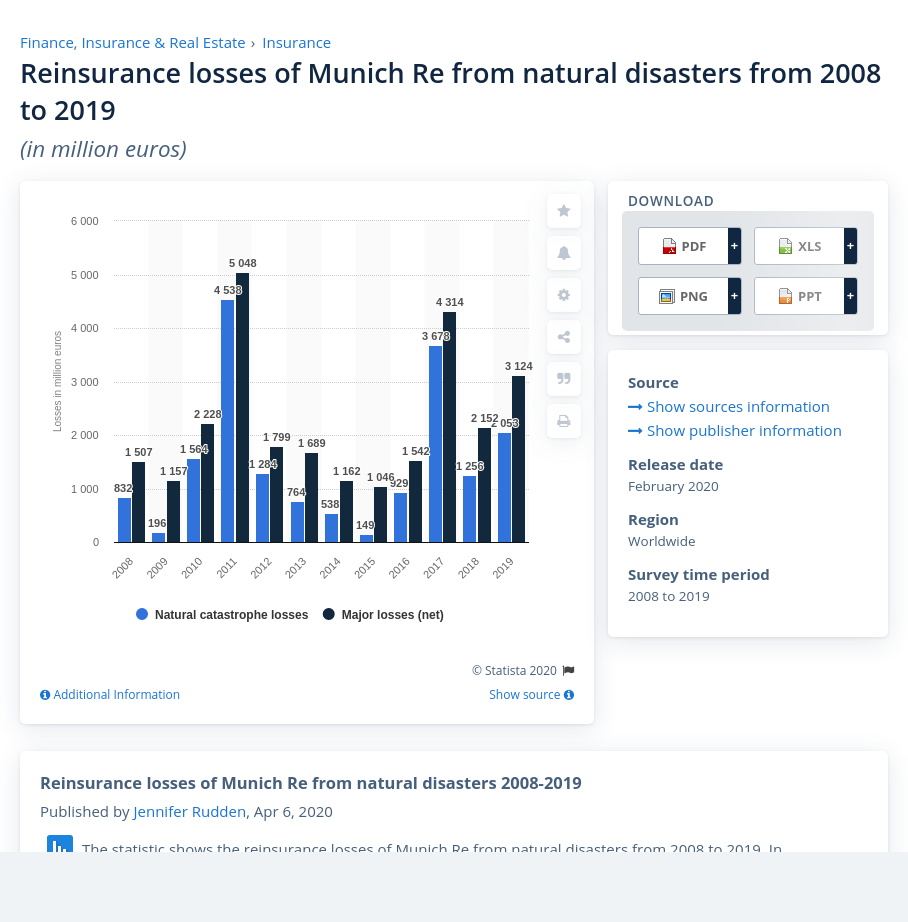 Finance, Insurance & Real Estate › Insurance
Reinsurance losses of Munich Re from natural disasters from 2008
to 2019
(in million euros)
6 000
5 000
4 000
3 000
2 000
1 000
0
Losses in million euros
832
1 507
196
1 157
1 564
2 228
4 538
5 048
1 284
1 799
764
1 689
538
1 162
149
1 046
929
1 542
3 678
4 314
1 256
2 152
2 053
3 124
2008
2009
2010
2011
2012
2013
2014
2015
2016
2017
2018
2019
Natural catastrophe losses
Major losses (net)
© Statista 2020
Additional Information
Show source
DOWNLOAD
PDF +
XLS +
PNG +
PPT +
Source
Show sources information
Show publisher information
Release date
February 2020
Region
Worldwide
Survey time period
2008 to 2019
Reinsurance losses of Munich Re from natural disasters 2008-2019
Published by Jennifer Rudden, Apr 6, 2020
The statistic shows the reinsurance losses of Munich Re from natural disasters from 2008 to 2019. In